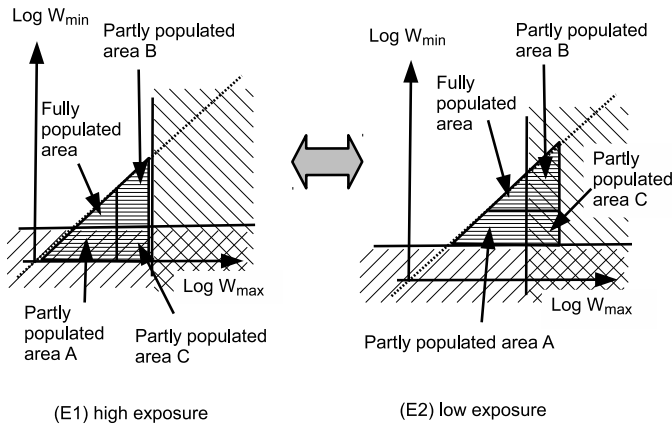 Log Wmin
Partly populated
area B
Fully
populated
area
Log Wmax
Partly
populated
area A
Partly populated
area C
(E1) high exposure
Log Wmin
Partly populated
area B
Fully
populated
area
Partly
populated
area C
Log Wmax
Partly populated area A
(E2) low exposure